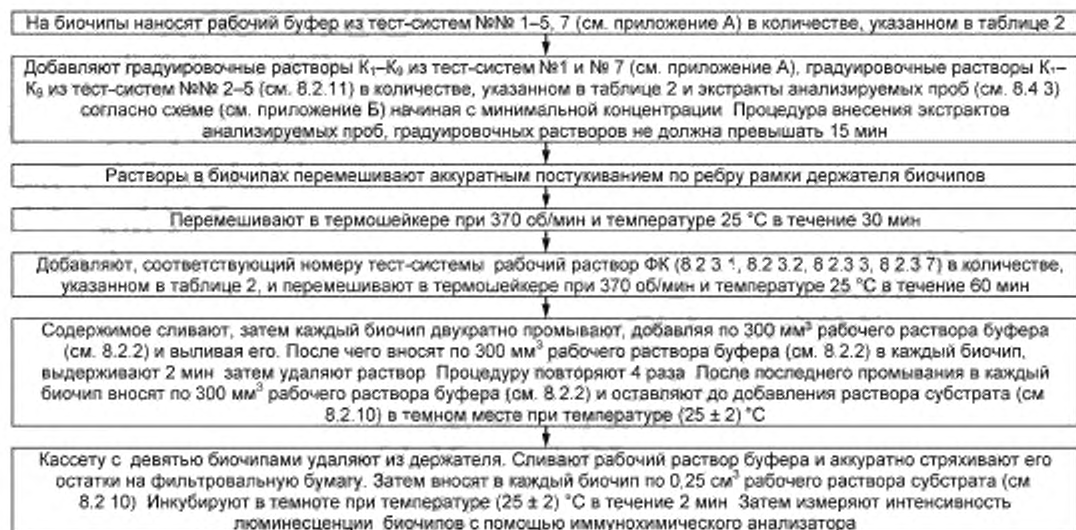 На биочипы наносят рабочий буфер из тест-систем №№ 1–5, 7 (см. приложение А) в количестве, указанном в таблице 2
Добавляют градуировочные растворы К₁–К₉ из тест-систем №1 и № 7 (см. приложение А), градуировочные растворы К₁–
К₉ из тест-систем №№ 2–5 (см. 8.2.11) в количестве, указанном в таблице 2 и экстракты анализируемых проб (см. 8.4 3)
согласно схеме (см. приложение Б) начиная с минимальной концентрации Процедура внесения экстрактов
анализируемых проб, градуировочных растворов не должна превышать 15 мин
Растворы в биочипах перемешивают аккуратным постукиванием по ребру рамки держателя биочипов
Перемешивают в термошейкере при 370 об/мин и температуре 25 °С в течение 30 мин
Добавляют, соответствующий номеру тест-системы рабочий раствор ФК (8 2 3.1, 8.2 3.2, 8 2.3 3, 8.2.3 7) в количестве,
указанном в таблице 2, и перемешивают в термошейкере при 370 об/мин и температуре 25 °С в течение 60 мин
Содержимое сливают, затем каждый биочип двукратно промывают, добавляя по 300 мм³ рабочего раствора буфера
(см. 8.2.2) и выливая его. После чего вносят по 300 мм³ рабочего раствора буфера (см. 8.2.2) в каждый биочип,
выдерживают 2 мин затем удаляют раствор Процедуру повторяют 4 раза После последнего промывания в каждый
биочип вносят по 300 мм³ рабочего раствора буфера (см. 8.2.2) и оставляют до добавления раствора субстрата (см
8.2.10) в темном месте при температуре (25 ± 2) °С
Кассету с девятью биочипами удаляют из держателя. Сливают рабочий раствор буфера и аккуратно стряхивают его
остатки на фильтровальную бумагу. Затем вносят в каждый биочип по 0,25 см³ рабочего раствора субстрата (см
8.2 10) Инкубируют в темноте при температуре (25 ± 2) °С в течение 2 мин Затем измеряют интенсивность
люминесценции биочипов с помощью иммунохимического анализатора